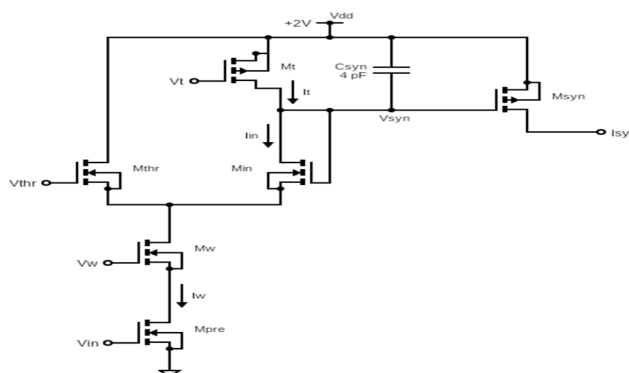 Vdd
+2V
Mt
Csyn
4 pF
Vt
It
Msyn
Vsyn
Iin
Isy
Mthr
Min
Vthr
Mw
Vw
Iw
Mpre
Vin